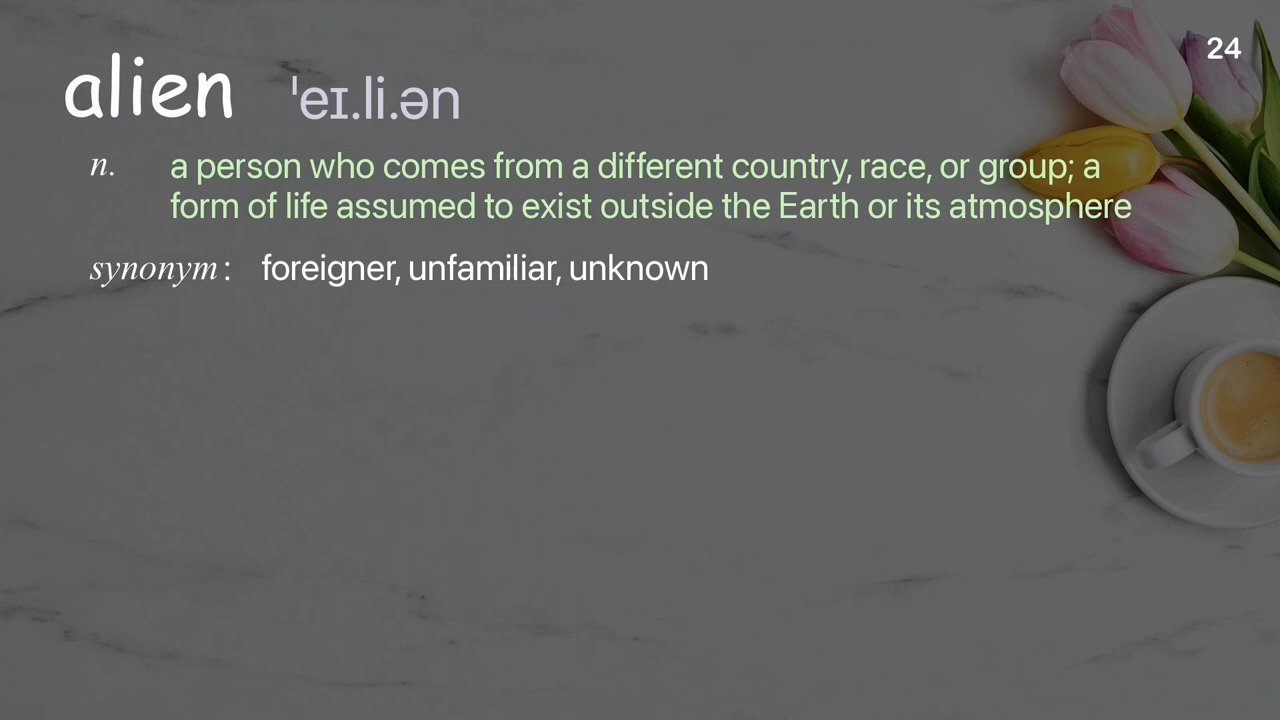 24
alien ˈeɪ.li.ən
n. a person who comes from a different country, race, or group; a
form of life assumed to exist outside the Earth or its atmosphere
synonym: foreigner, unfamiliar, unknown